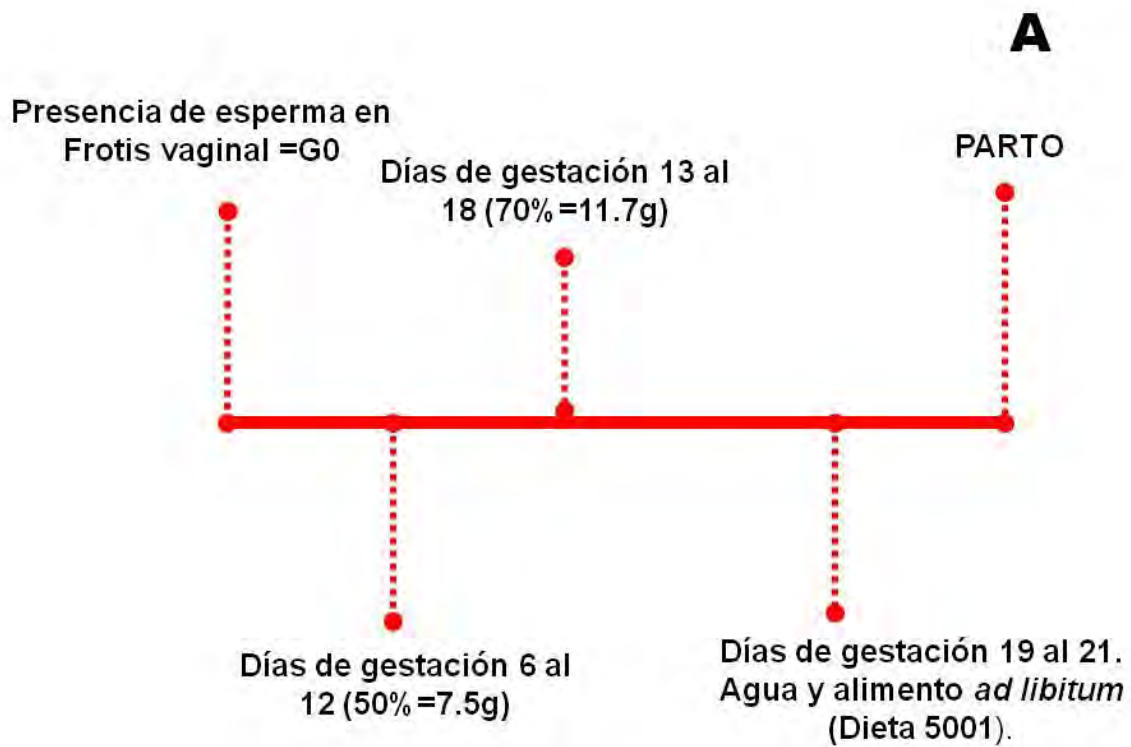 A
Presencia de esperma en
Frotis vaginal =G0
Días de gestación 13 al
18 (70% =11.7g)
PARTO
Días de gestación 6 al
12 (50% =7.5g)
Días de gestación 19 al 21.
Agua y alimento ad libitum
(Dieta 5001).